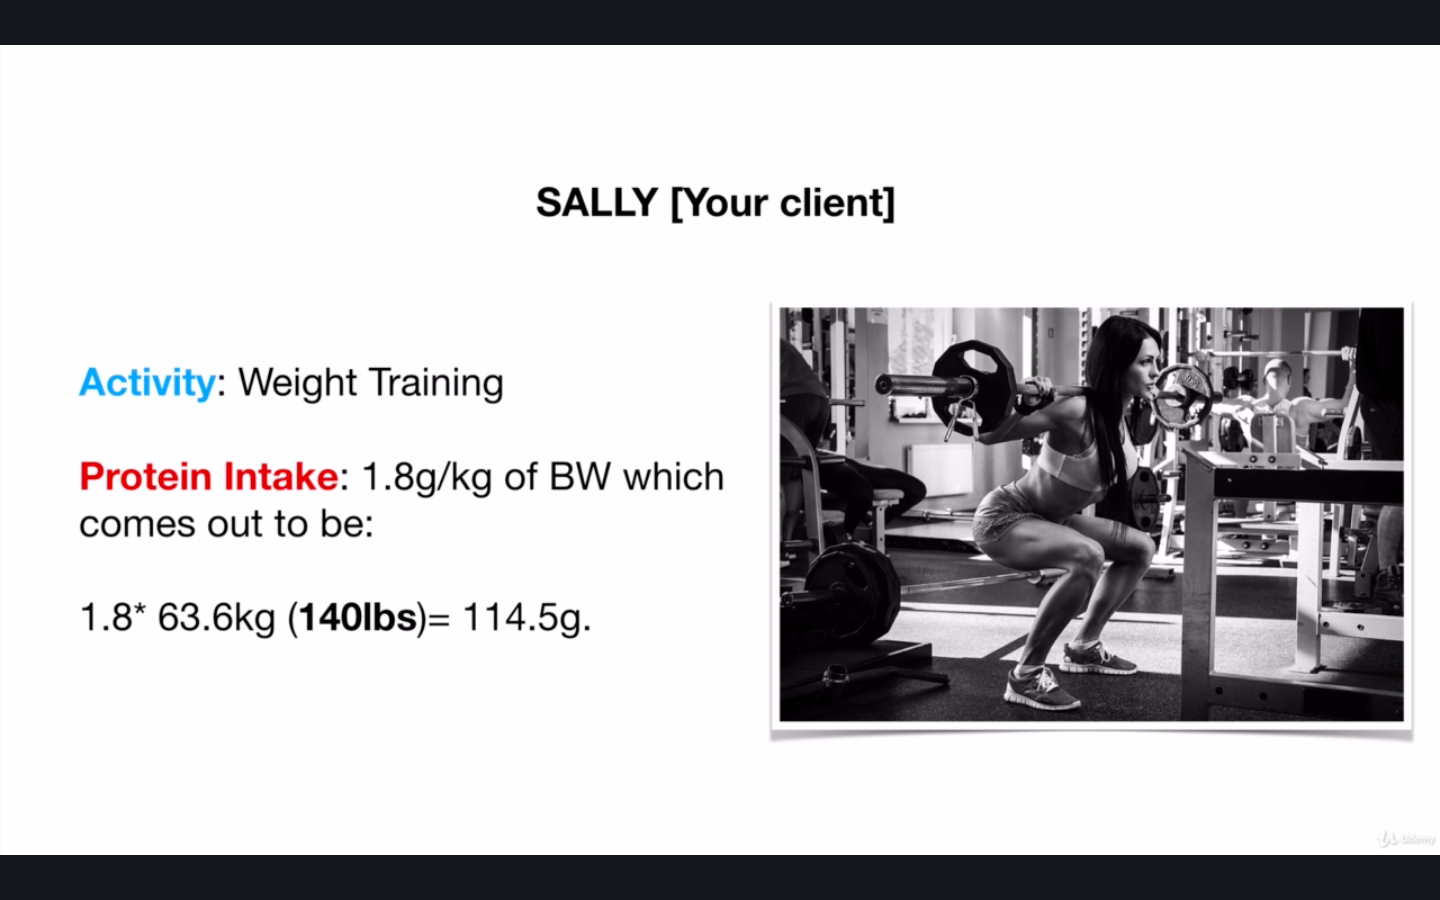 SALLY [Your client]
Activity: Weight Training
Protein Intake: 1.8g/kg of BW which
comes out to be:
1.8* 63.6kg (140lbs)= 114.5g.
Udemy